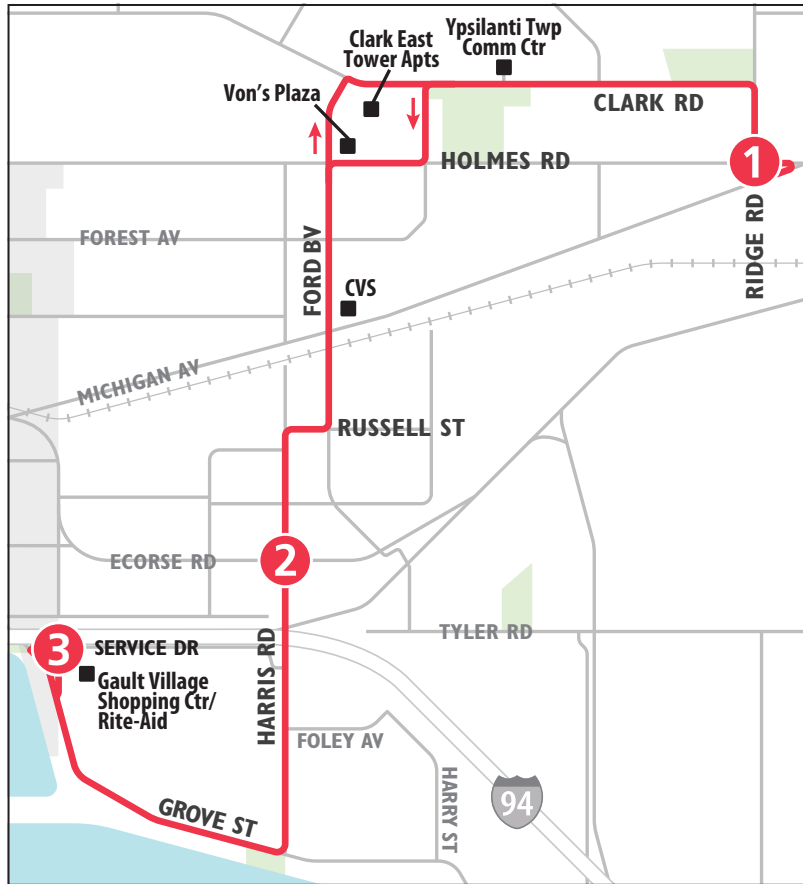 Ypsilanti Twp
Comm Ctr
Clark East
Tower Apts
Von's Plaza
CLARK RD
HOLMES RD
1
FOREST AV
FORD BV
RIDGE RD
CVS
MICHIGAN AV
RUSSELL ST
ECORSE RD
2
TYLER RD
3
SERVICE DR
HARRIS RD
Gault Village
Shopping Ctr/
Rite-Aid
FOLEY AV
HARRY ST
94
GROVE ST